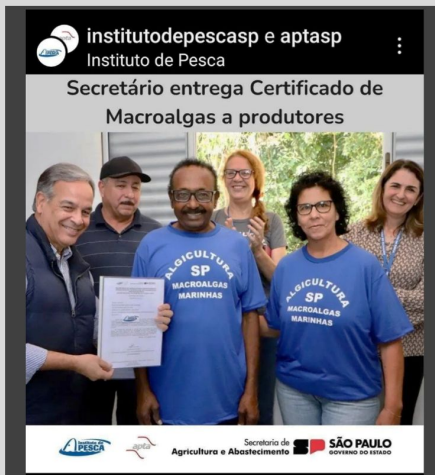 institutodepescasp e aptasp
Instituto de Pesca
Secretário entrega Certificado de
Macroalgas a produtores
ALGICULTURA
SP
MACROALGAS
MARINHAS
ALGICULTURA
SP
MACROALGAS
MARINHAS
Instituto de
PESCA
apta
Secretaria de
Agricultura e Abastecimento
SÃO PAULO
GOVERNO DO ESTADO